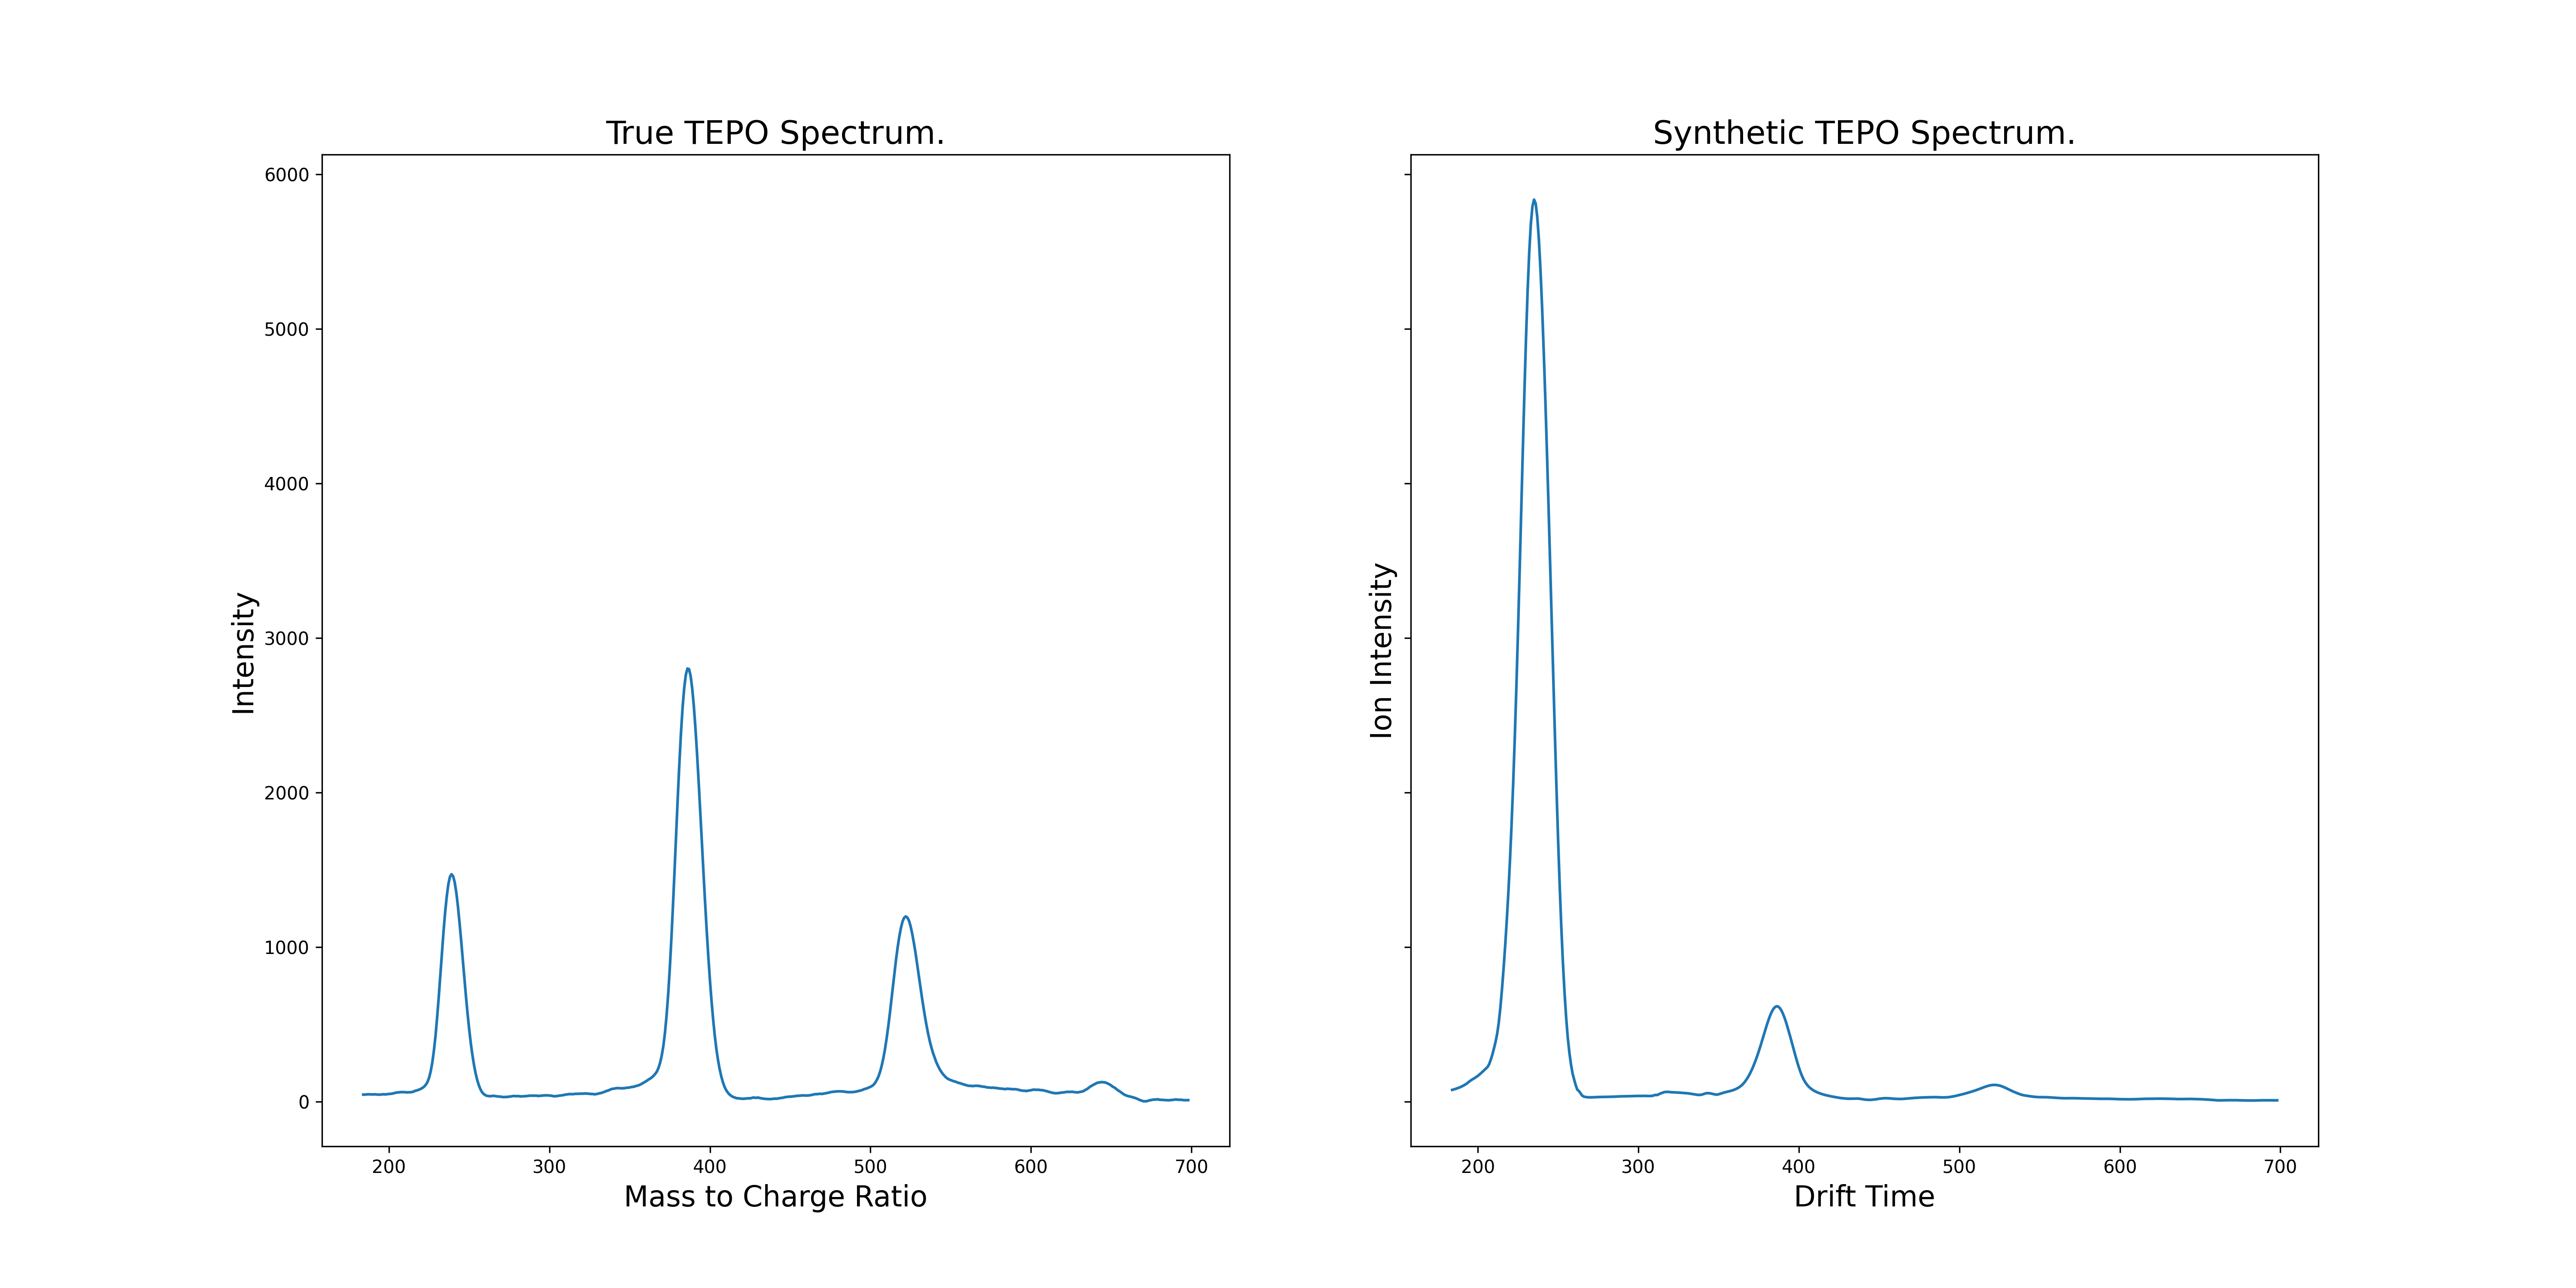 True TEPO Spectrum.
6000
5000
4000
3000
2000
1000
0
Intensity
200 300 400 500 600 700
Mass to Charge Ratio
Synthetic TEPO Spectrum.
Ion Intensity
200 300 400 500 600 700
Drift Time